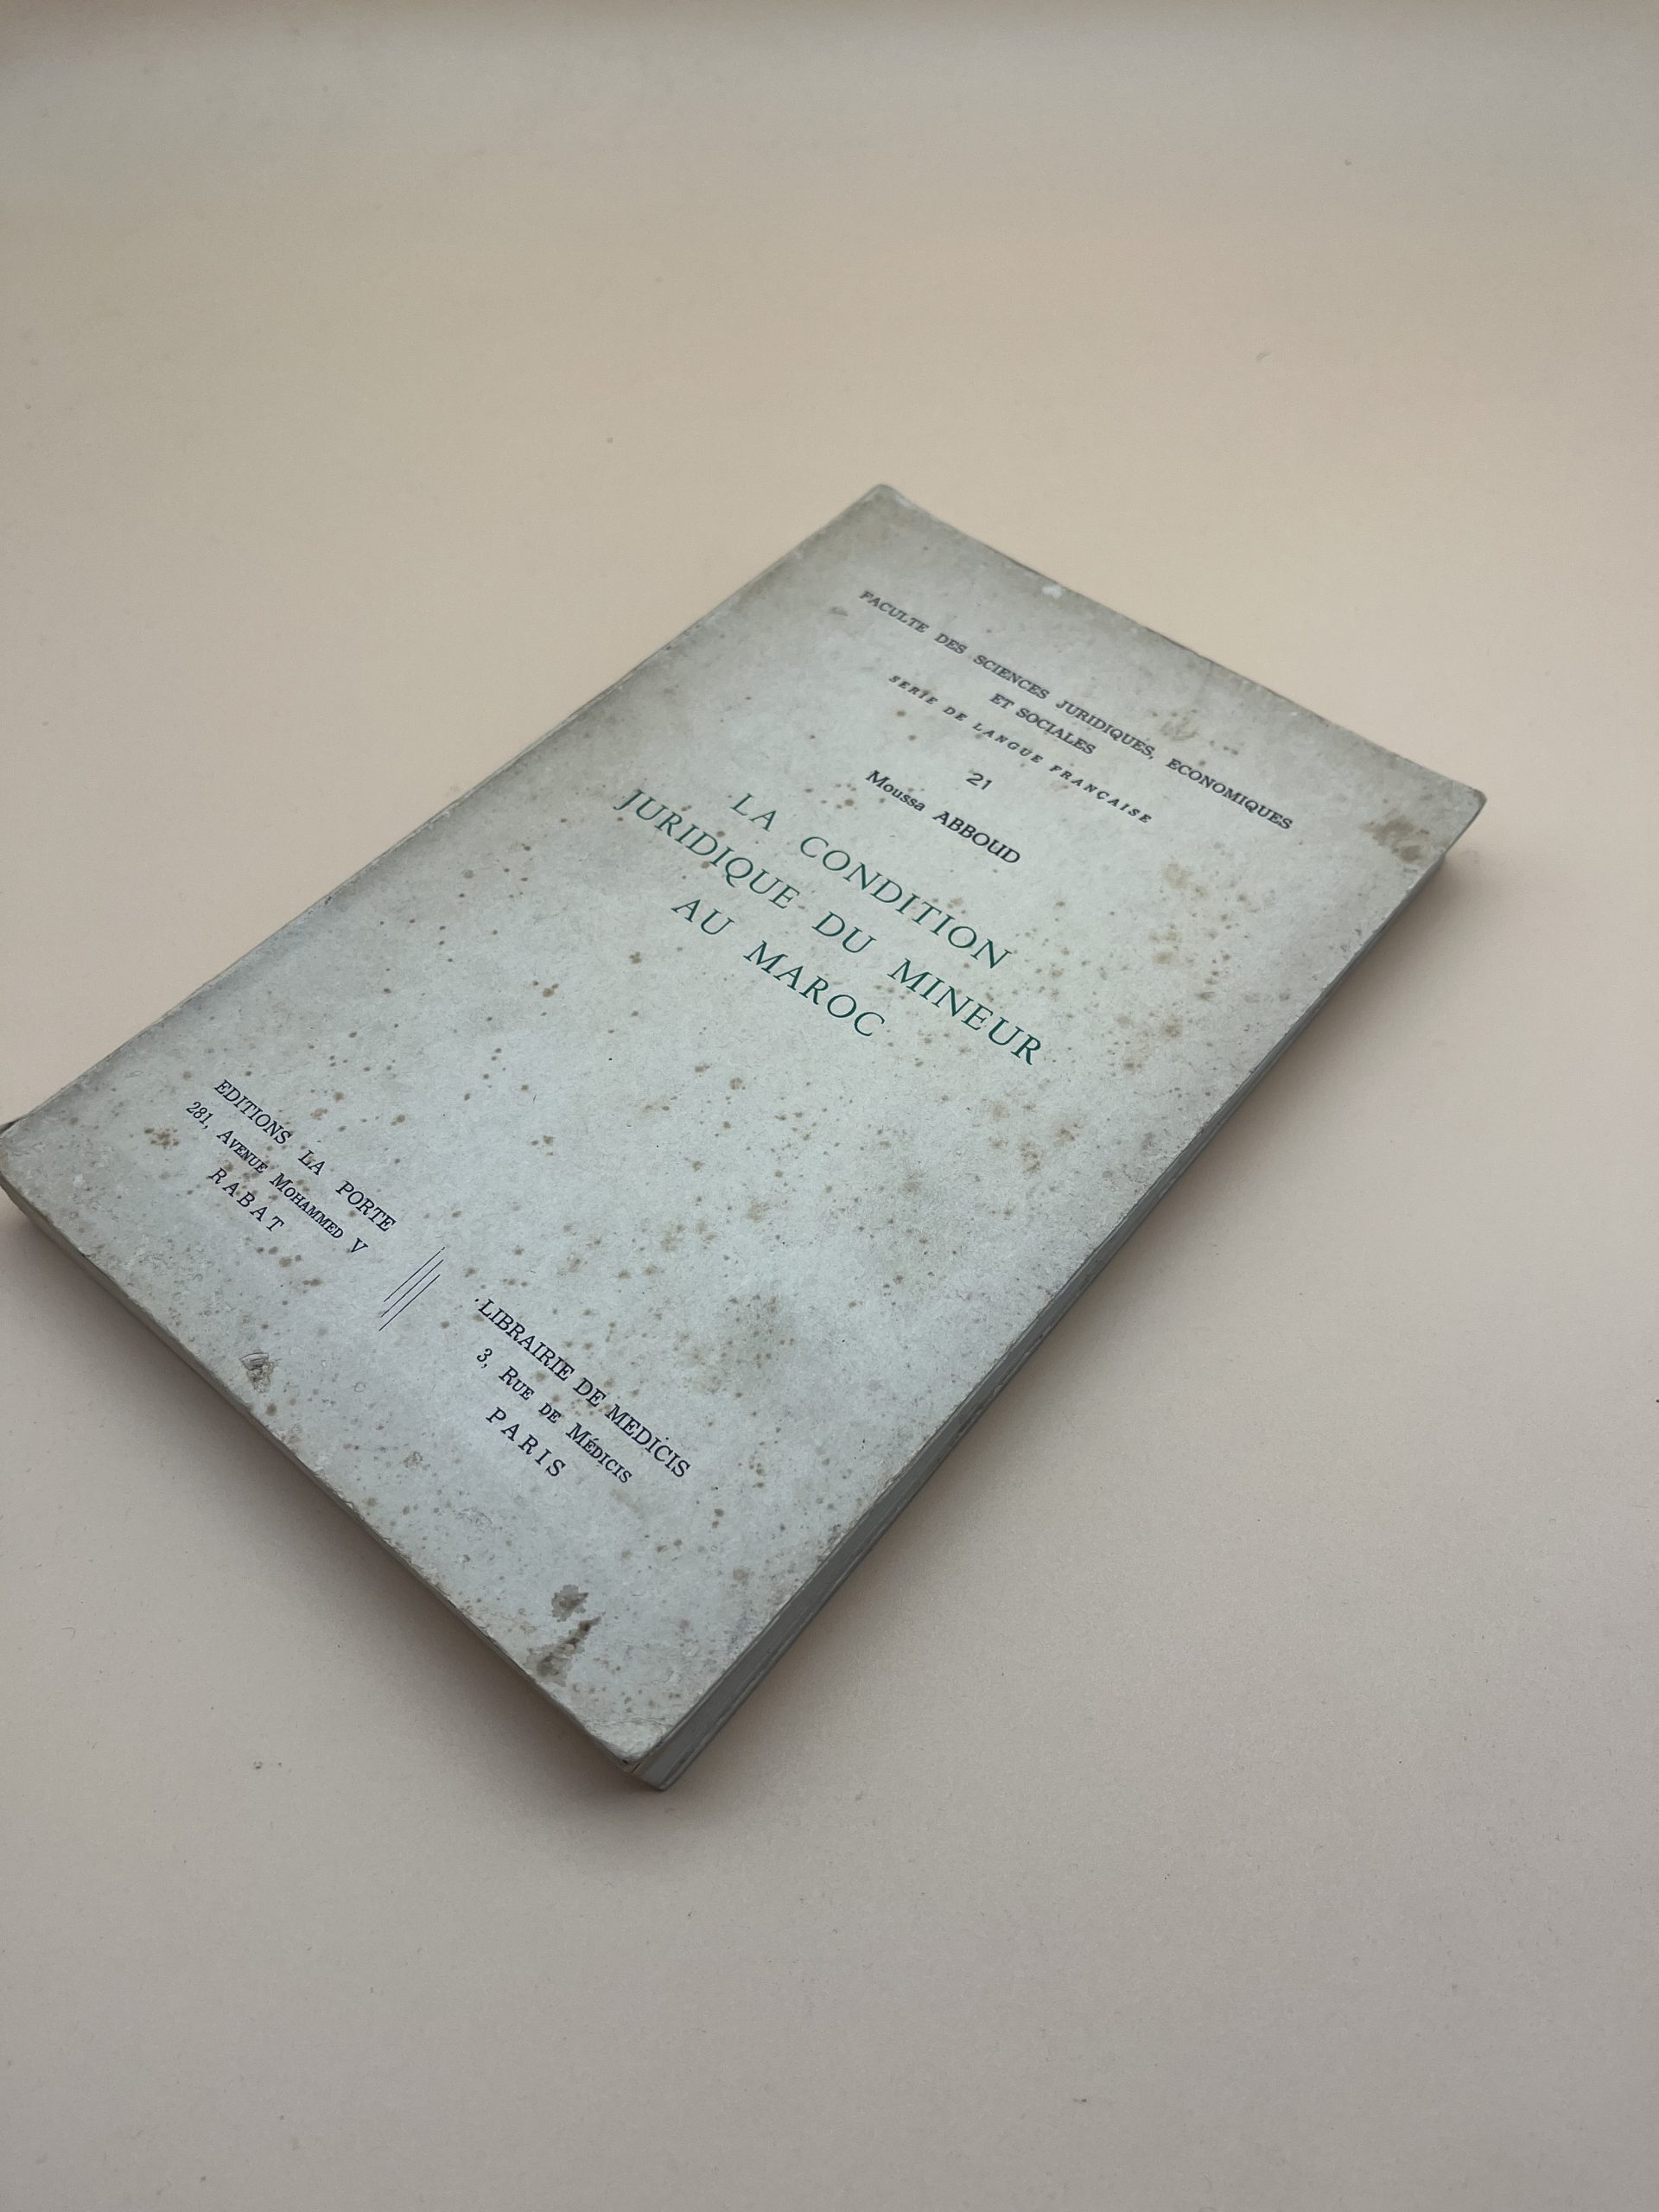 FACULTE DES SCIENCES JURIDIQUES, ECONOMIQUES
ET SOCIALES
SERIE DE LANGUE FRANÇAISE
21
Moussa ABBOUD
LA CONDITION
JURIDIQUE DU MINEUR
AU MAROC
EDITIONS LA PORTE
281, AVENUE MOHAMMED V
RABAT
LIBRAIRIE DE MEDICIS
3, RUE DE MÉDICIS
PARIS